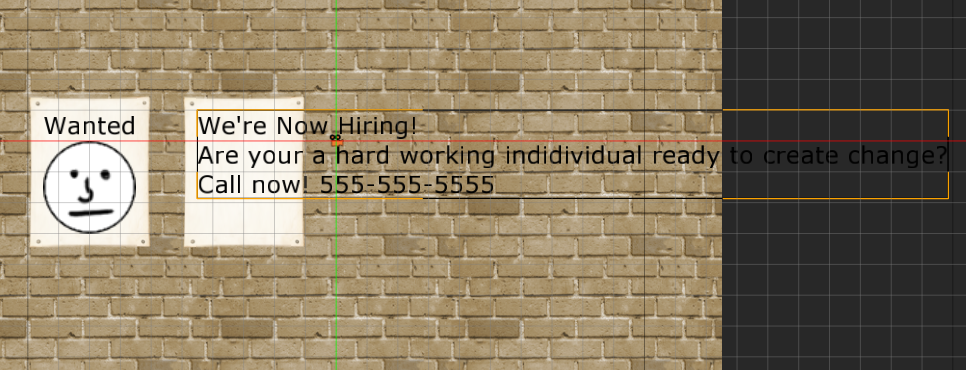 Wanted
We're Now Hiring!
Are your a hard working indidividual ready to create change?
Call now! 555-555-5555